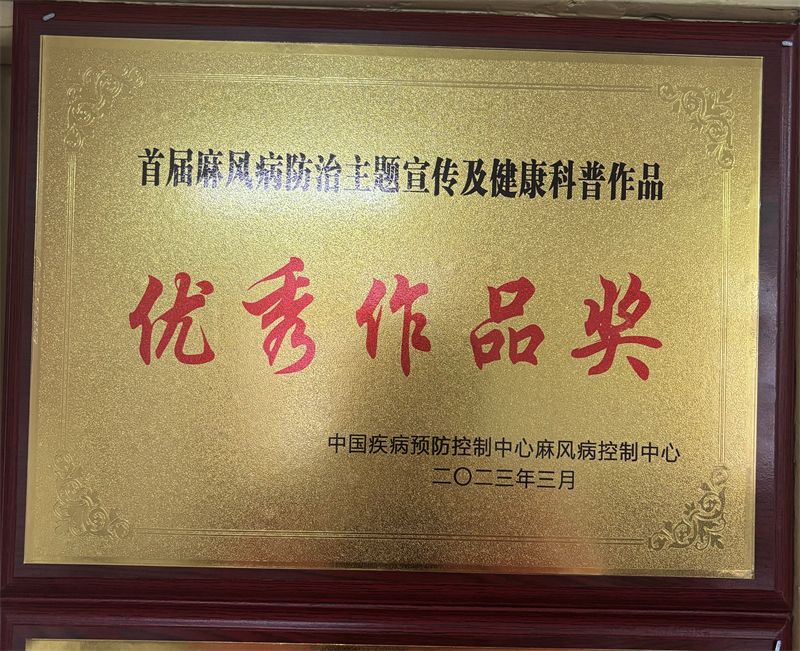 首届麻风病防治主题宣传及健康科普作品
优秀作品奖
中国疾病预防控制中心麻风病控制中心
二〇二三年三月